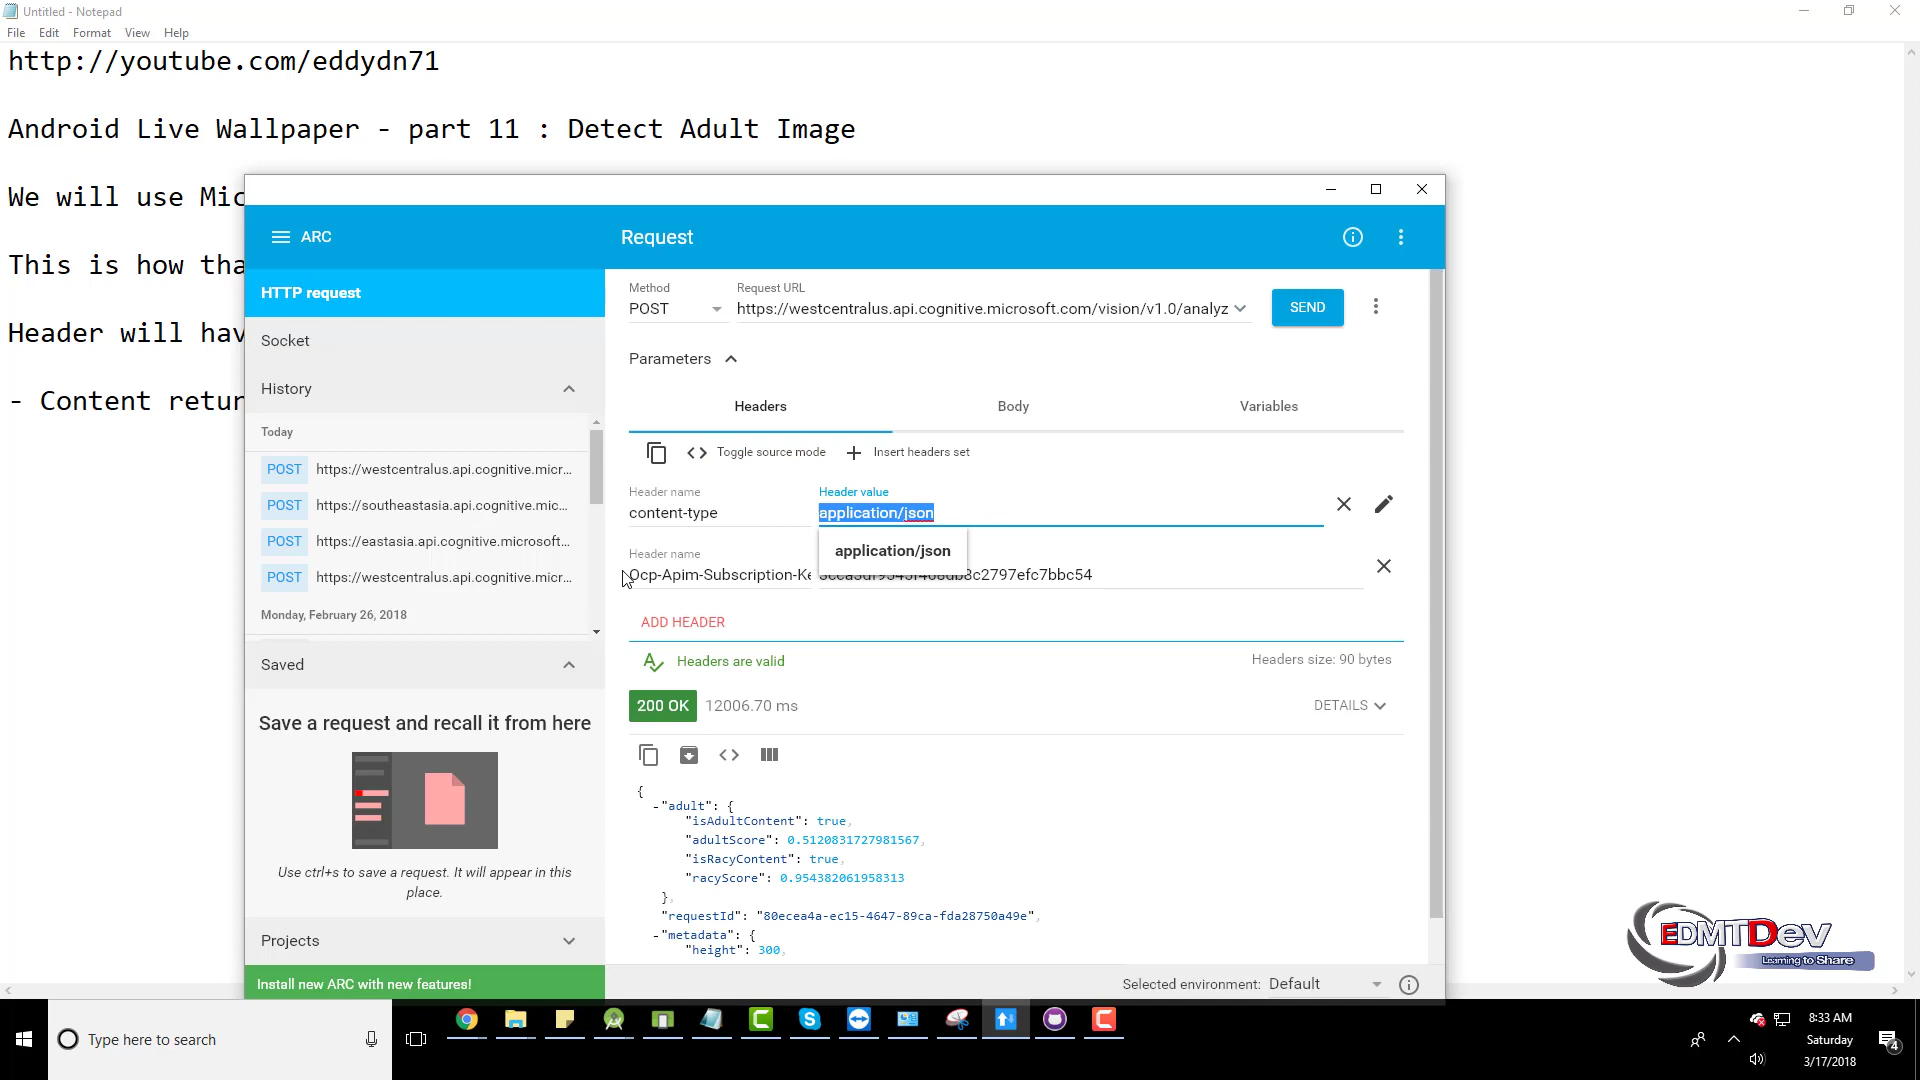 Untitled - Notepad
File Edit Format View Help
http://youtube.com/eddydn71
Android Live Wallpaper - part 11 : Detect Adult Image
We will use Mic
This is how tha
Header will hav
- Content retur
ARC
Request
HTTP request
Socket
History
Today
POST https://westcentralus.api.cognitive.micr...
POST https://southeastasia.api.cognitive.mic...
POST https://eastasia.api.cognitive.microsoft...
POST https://westcentralus.api.cognitive.micr...
Monday, February 26, 2018
Saved
Save a request and recall it from here
Use ctrl+s to save a request. It will appear in this
place.
Projects
Install new ARC with new features!
Method
POST
Request URL
https://westcentralus.api.cognitive.microsoft.com/vision/v1.0/analyz
SEND
Parameters
Headers Body Variables
Toggle source mode Insert headers set
Header name
content-type
Header value
application/json
application/json
Header name
Ocp-Apim-Subscription-Ke
c2797efc7bbc54
ADD HEADER
Headers are valid
Headers size: 90 bytes
200 OK 12006.70 ms
DETAILS
{
-"adult": {
"isAdultContent": true,
"adultScore": 0.5120831727981567,
"isRacyContent": true,
"racyScore": 0.954382061958313
},
"requestId": "80ecea4a-ec15-4647-89ca-fda28750a49e",
-"metadata": {
"height": 300,
Selected environment: Default
EDMTDev
Learning to Share
Type here to search
8:33 AM
Saturday
3/17/2018
4